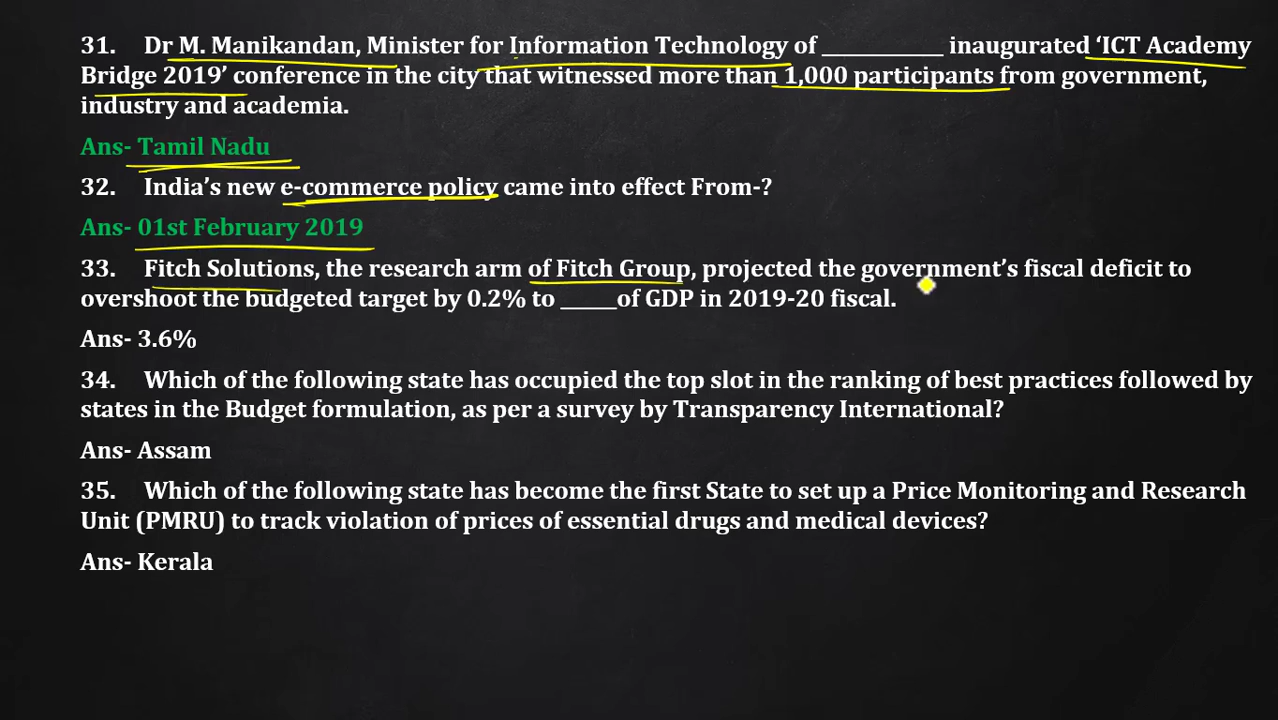 31. Dr M. Manikandan, Minister for Information Technology of __________ inaugurated ‘ICT Academy
Bridge 2019’ conference in the city that witnessed more than 1,000 participants from government,
industry and academia.
Ans- Tamil Nadu
32. India’s new e-commerce policy came into effect From-?
Ans- 01st February 2019
33. Fitch Solutions, the research arm of Fitch Group, projected the government’s fiscal deficit to
overshoot the budgeted target by 0.2% to _____of GDP in 2019-20 fiscal.
Ans- 3.6%
34. Which of the following state has occupied the top slot in the ranking of best practices followed by
states in the Budget formulation, as per a survey by Transparency International?
Ans- Assam
35. Which of the following state has become the first State to set up a Price Monitoring and Research
Unit (PMRU) to track violation of prices of essential drugs and medical devices?
Ans- Kerala